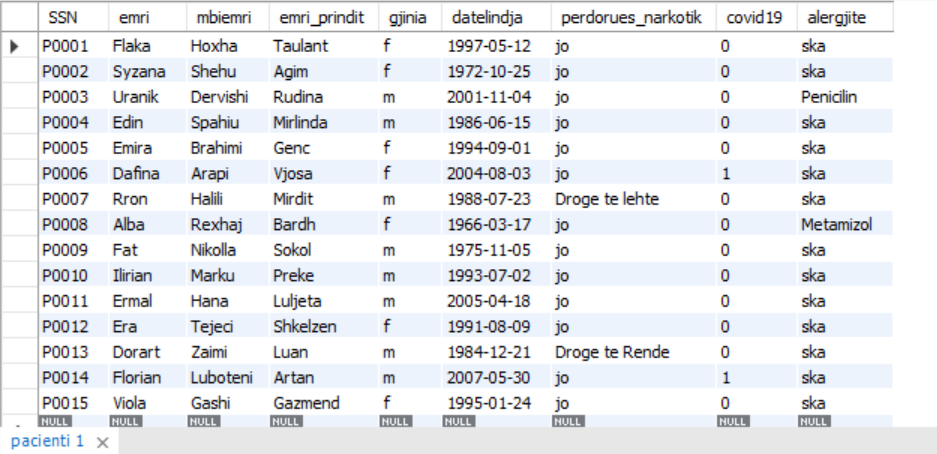 SSN emri mbiemri emri_prindit gjinia datelindja perdorues_narkotik covid19 alergjite
P0001 Flaka Hoxha Taulant f 1997-05-12 jo 0 ska
P0002 Syzana Shehu Agim f 1972-10-25 jo 0 ska
P0003 Uranik Dervishi Rudina m 2001-11-04 jo 0 Penicilin
P0004 Edin Spahiu Mirlinda m 1986-06-15 jo 0 ska
P0005 Emira Brahimi Genc f 1994-09-01 jo 0 ska
P0006 Dafina Arapi Vjosa f 2004-08-03 jo 1 ska
P0007 Rron Halili Mirdit m 1988-07-23 Droge te lehte 0 ska
P0008 Alba Rexhaj Bardh f 1966-03-17 jo 0 Metamizol
P0009 Fat Nikolla Sokol m 1975-11-05 jo 0 ska
P0010 Ilirian Marku Preke m 1993-07-02 jo 0 ska
P0011 Ermal Hana Luljeta m 2005-04-18 jo 0 ska
P0012 Era Tejeci Shkelzen f 1991-08-09 jo 0 ska
P0013 Dorart Zaimi Luan m 1984-12-21 Droge te Rende 0 ska
P0014 Florian Luboteni Artan m 2007-05-30 jo 1 ska
P0015 Viola Gashi Gazmend f 1995-01-24 jo 0 ska
NULL NULL NULL NULL NULL NULL NULL NULL NULL
pacienti 1